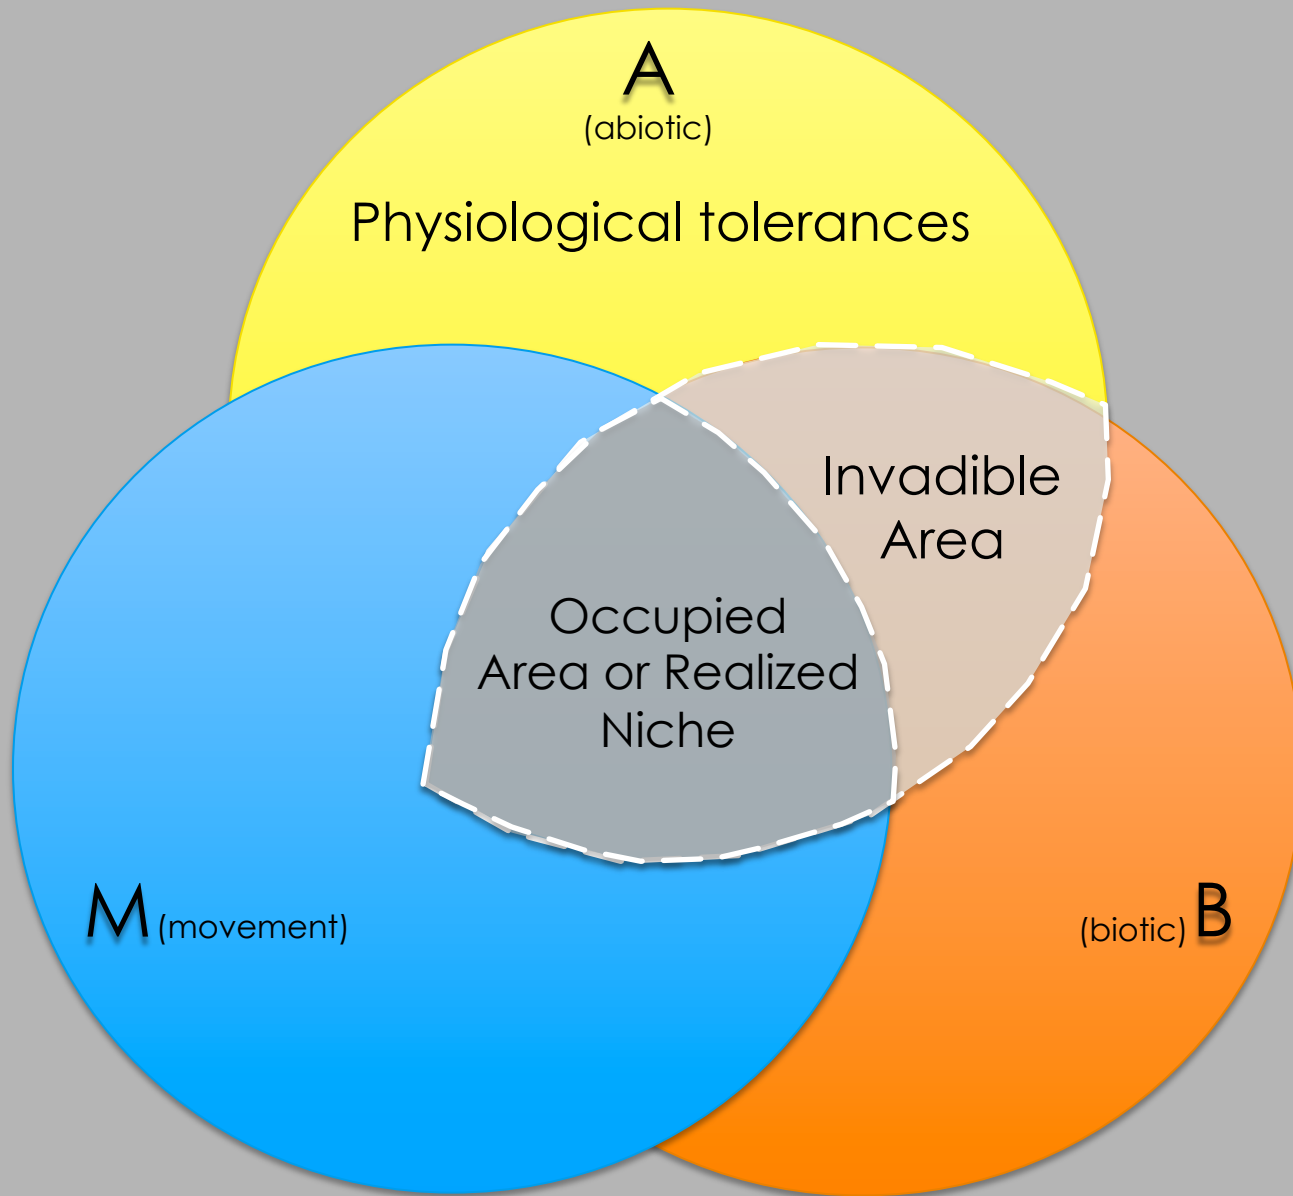 A
(abiotic)
Physiological tolerances
Invadible
Area
Occupied
Area or Realized
Niche
M (movement)
(biotic) B